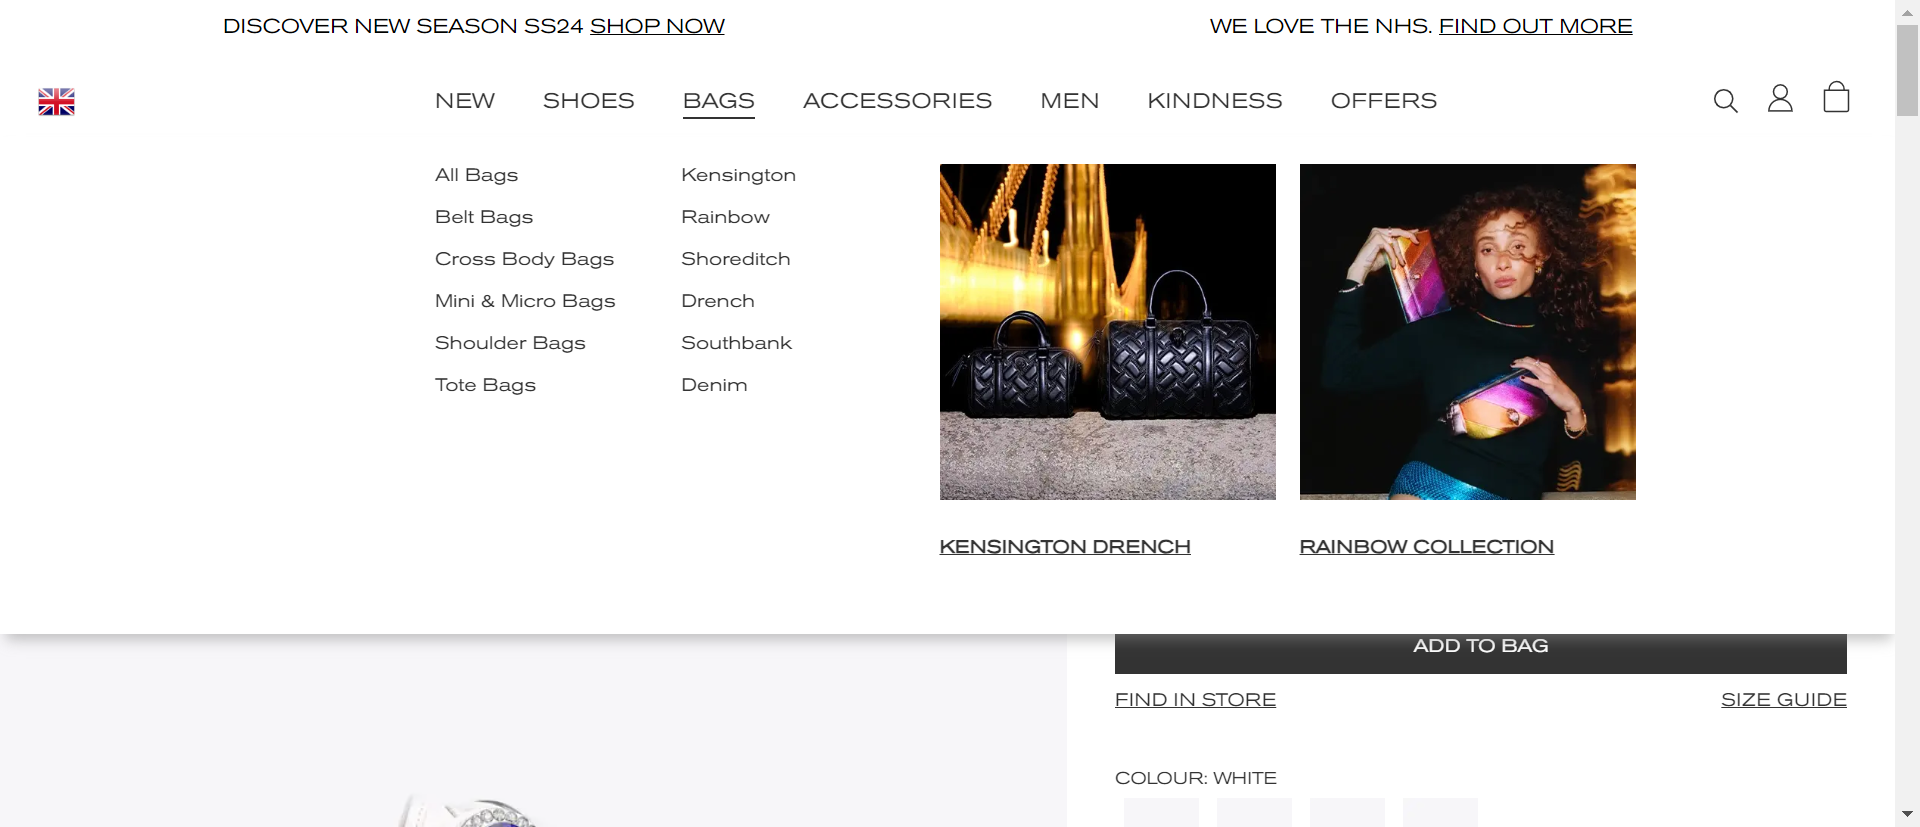 DISCOVER NEW SEASON SS24 SHOP NOW
WE LOVE THE NHS. FIND OUT MORE
NEW SHOES BAGS ACCESSORIES MEN KINDNESS OFFERS
All Bags
Belt Bags
Cross Body Bags
Mini & Micro Bags
Shoulder Bags
Tote Bags
Kensington
Rainbow
Shoreditch
Drench
Southbank
Denim
KENSINGTON DRENCH
RAINBOW COLLECTION
ADD TO BAG
FIND IN STORE
SIZE GUIDE
COLOUR: WHITE